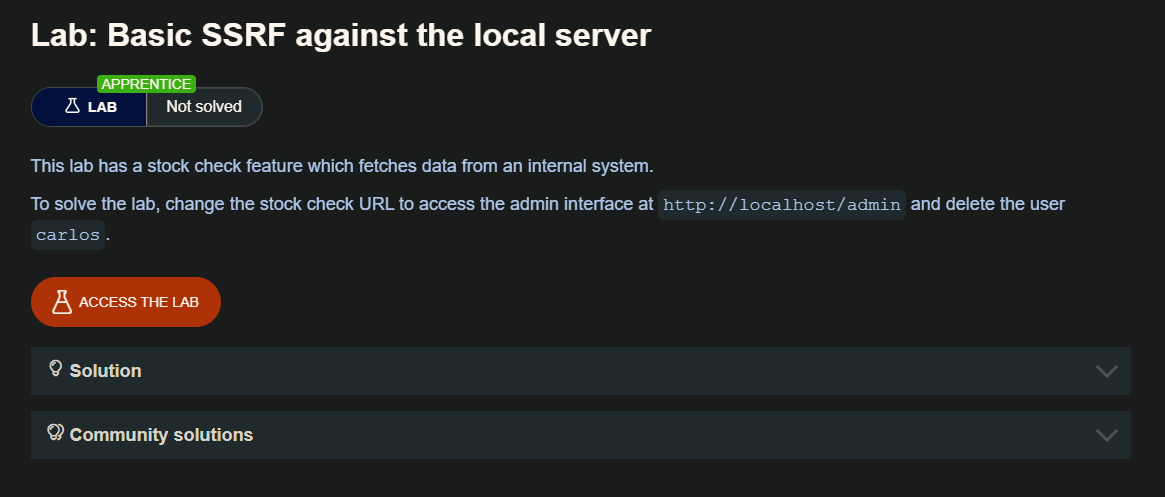 Lab: Basic SSRF against the local server
APPRENTICE
LAB Not solved
This lab has a stock check feature which fetches data from an internal system.
To solve the lab, change the stock check URL to access the admin interface at http://localhost/admin and delete the user
carlos.
ACCESS THE LAB
Solution
Community solutions